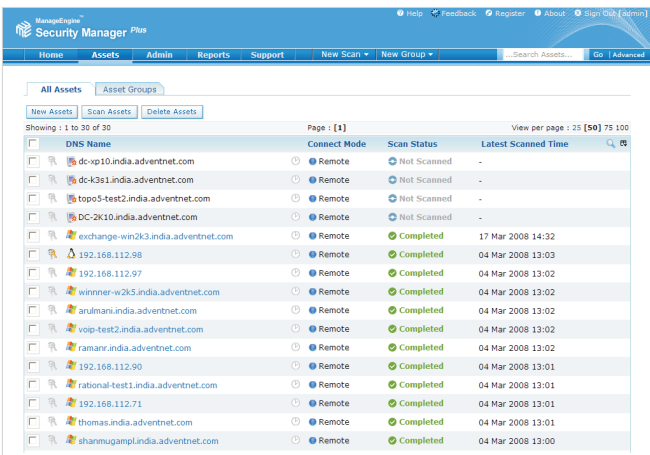 Help Feedback Register About Sign Out [admin]
ManageEngine™
Security Manager Plus
Home Assets Admin Reports Support New Scan New Group ...Search Assets... Go | Advanced
All Assets Asset Groups
New Assets Scan Assets Delete Assets
Showing : 1 to 30 of 30 Page : [1] View per page : 25 [50] 75 100
DNS Name Connect Mode Scan Status Latest Scanned Time
dc-xp10.india.adventnet.com Remote Not Scanned -
dc-k3s1.india.adventnet.com Remote Not Scanned -
topo5-test2.india.adventnet.com Remote Not Scanned -
DC-2K10.india.adventnet.com Remote Not Scanned -
exchange-win2k3.india.adventnet.com Remote Completed 17 Mar 2008 14:32
192.168.112.98 Remote Completed 04 Mar 2008 13:03
192.168.112.97 Remote Completed 04 Mar 2008 13:02
winnner-w2k5.india.adventnet.com Remote Completed 04 Mar 2008 13:02
arulmani.india.adventnet.com Remote Completed 04 Mar 2008 13:02
voip-test2.india.adventnet.com Remote Completed 04 Mar 2008 13:02
ramanr.india.adventnet.com Remote Completed 04 Mar 2008 13:02
192.168.112.90 Remote Completed 04 Mar 2008 13:01
rational-test1.india.adventnet.com Remote Completed 04 Mar 2008 13:01
192.168.112.71 Remote Completed 04 Mar 2008 13:01
thomas.india.adventnet.com Remote Completed 04 Mar 2008 13:01
shanmugampl.india.adventnet.com Remote Completed 04 Mar 2008 13:00